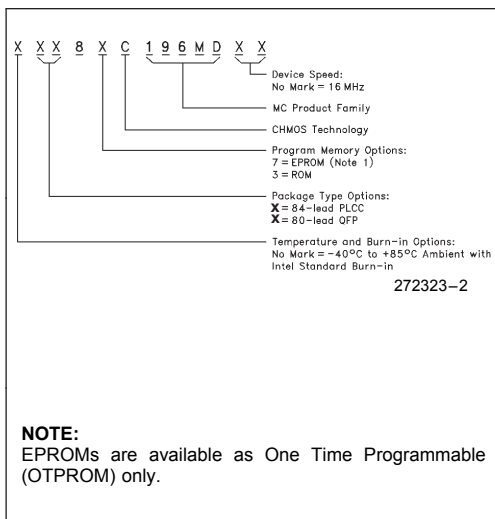 X XX 8 X C 196MD XX
Device Speed:
No Mark = 16 MHz
MC Product Family
CHMOS Technology
Program Memory Options:
7 = EPROM (Note 1)
3 = ROM
Package Type Options:
X = 84-lead PLCC
X = 80-lead QFP
Temperature and Burn-in Options:
No Mark = -40°C to +85°C Ambient with
Intel Standard Burn-in
272323-2
NOTE:
EPROMs are available as One Time Programmable
(OTPROM) only.